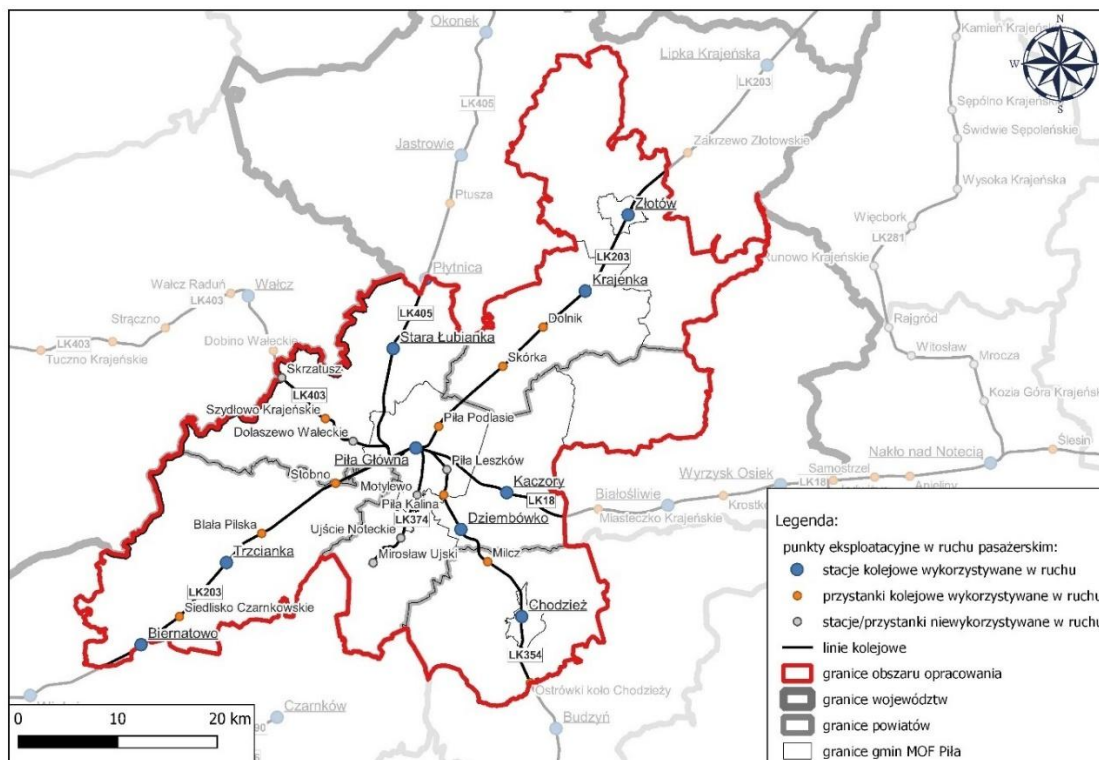 Okonek
Kamień Krajeński
N
W
E
S
Lipka Krajeńska
LK203
LK405
Sępólno Krajeńskie
Świdwie Sępoleńskie
Jastrowie
Zakrzewo Złotowskie
Ptusza
Wysoka Krajeńska
Złotów
Więcbork
LK281
LK203
Runowo Krajeńskie
Płytnica
Krajenka
Wałcz Raduń
LK403
Wałcz
LK405
Strączno
Dolnik
Rajgród
LK403
Dobino Wałeckie
Stara Łubianka
Tuczno Krajeńskie
Witosław
Mrocza
Skrzatusz
Skórka
LK403
Kozia Góra Krajeńska
Szydłowo Krajeńskie
Piła Podlasie
Dolaszewo Wałeckie
Piła Główna
Piła Leszków
Nakło nad Notecią
Ślesin
Stobno
Motylewo
Kaczory
Wyrzysk Osiek
Samostrzel
LK18
Piła Kalina
LK18
Białośliwie
Anieliny
LK374
Dziembówko
Miasteczko Krajeńskie
Krostkowo
Biała Pilska
Ujście Noteckie
Trzcianka
Mirosław Ujski
Milcz
LK203
Siedlisko Czarnkowskie
Chodzież
Biernatowo
LK354
Ostrówki koło Chodzieży
Czarnków
Budzyń
0 10 20 km
Legenda:
punkty eksploatacyjne w ruchu pasażerskim:
stacje kolejowe wykorzystywane w ruchu
przystanki kolejowe wykorzystywane w ruchu
stacje/przystanki niewykorzystywane w ruchu
linie kolejowe
granice obszaru opracowania
granice województw
granice powiatów
granice gmin MOF Piła